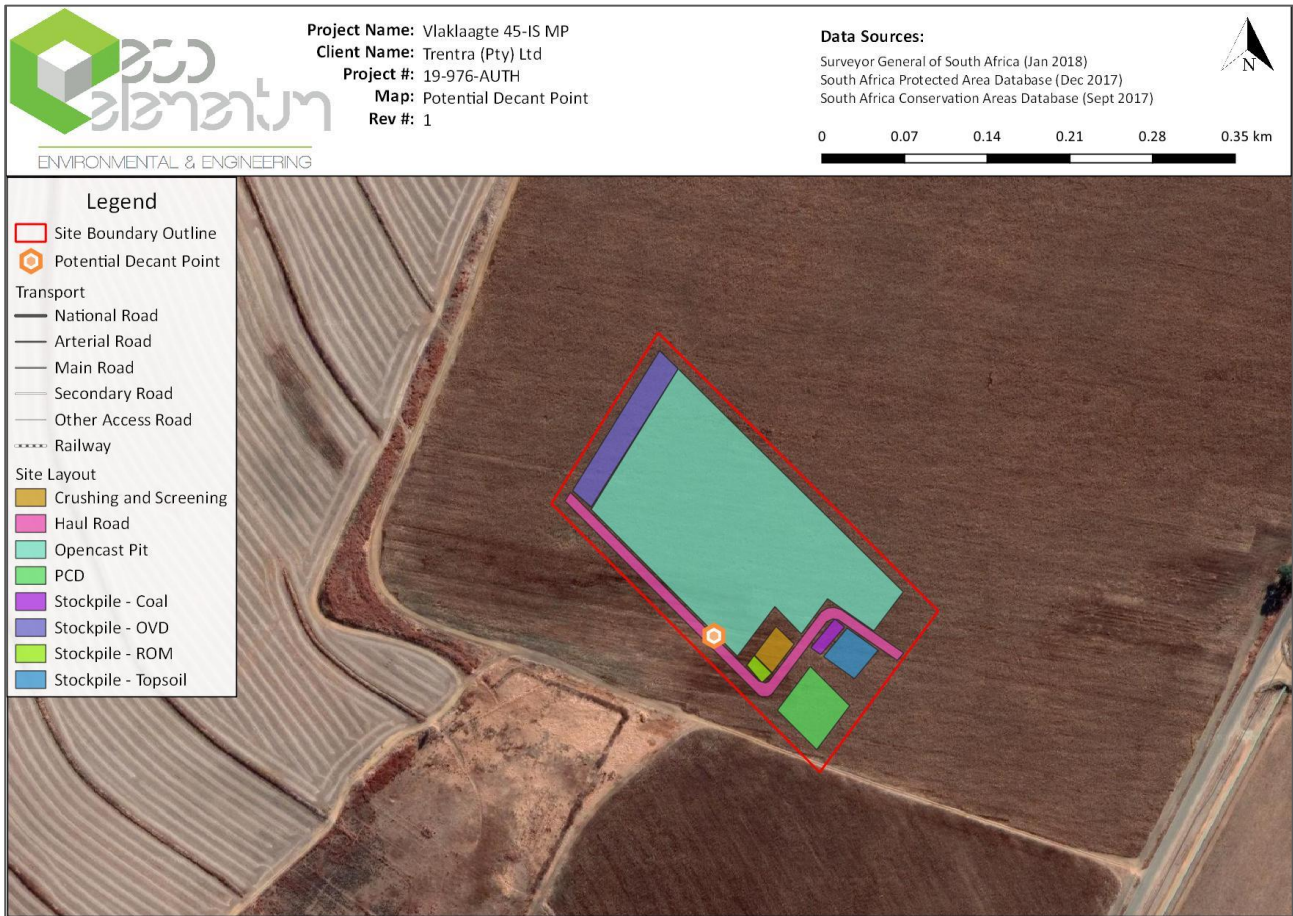 eco
elementum
ENVIRONMENTAL & ENGINEERING
Project Name: Vlaklaagte 45-IS MP
Client Name: Trentra (Pty) Ltd
Project #: 19-976-AUTH
Map: Potential Decant Point
Rev #: 1
Data Sources:
Surveyor General of South Africa (Jan 2018)
South Africa Protected Area Database (Dec 2017)
South Africa Conservation Areas Database (Sept 2017)
N
0 0.07 0.14 0.21 0.28 0.35 km
Legend
Site Boundary Outline
Potential Decant Point
Transport
National Road
Arterial Road
Main Road
Secondary Road
Other Access Road
Railway
Site Layout
Crushing and Screening
Haul Road
Opencast Pit
PCD
Stockpile - Coal
Stockpile - OVD
Stockpile - ROM
Stockpile - Topsoil